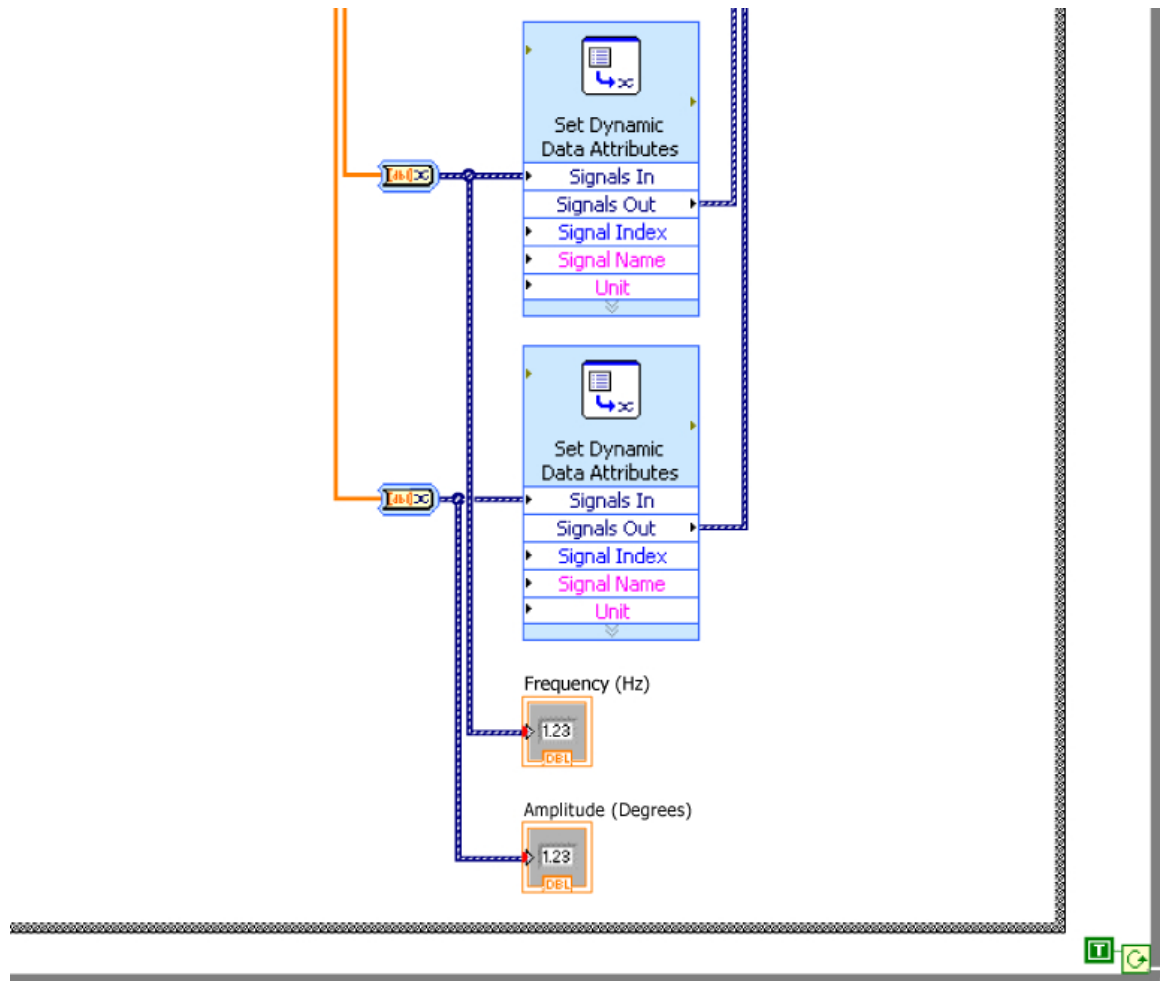 Set Dynamic
Data Attributes
Signals In
Signals Out
Signal Index
Signal Name
Unit
Set Dynamic
Data Attributes
Signals In
Signals Out
Signal Index
Signal Name
Unit
Frequency (Hz)
1.23
DBL
Amplitude (Degrees)
1.23
DBL
T